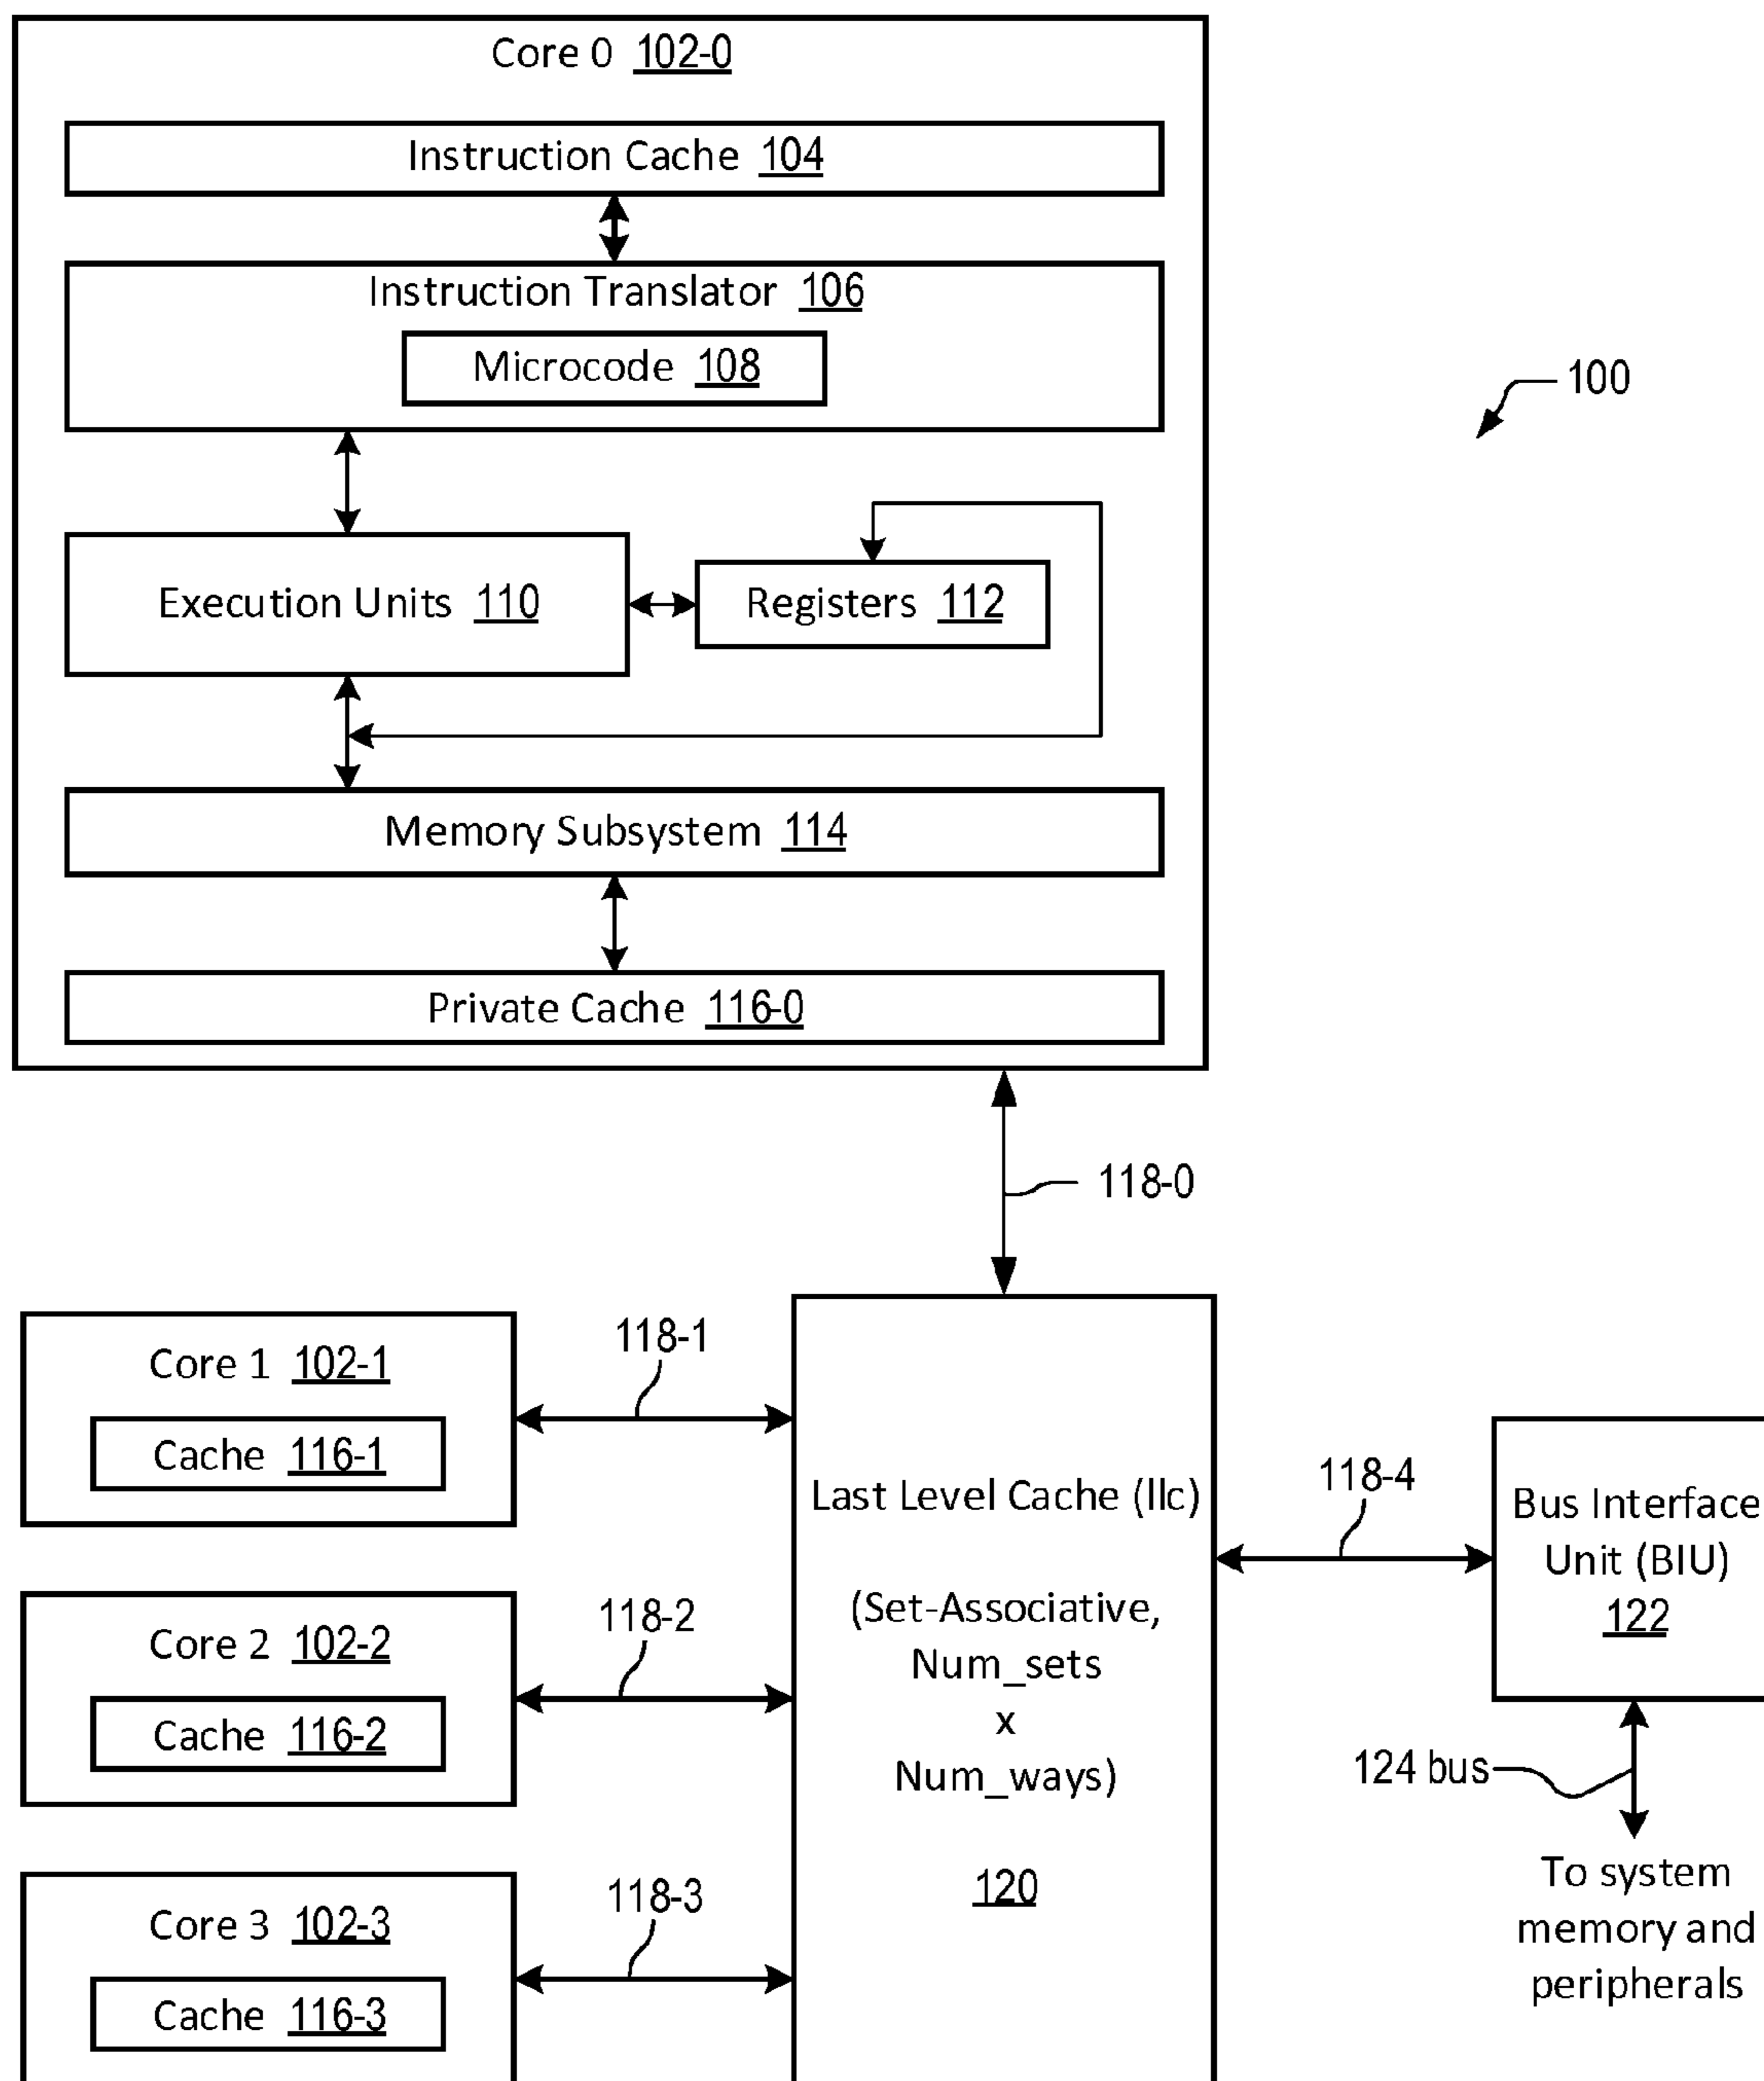 Core 0 102-0
Instruction Cache 104
Instruction Translator 106
Microcode 108
100
Execution Units 110
Registers 112
Memory Subsystem 114
Private Cache 116-0
118-0
Core 1 102-1
Cache 116-1
118-1
Core 2 102-2
Cache 116-2
118-2
Core 3 102-3
Cache 116-3
118-3
Last Level Cache (llc)
(Set-Associative,
Num_sets
x
Num_ways)
120
118-4
Bus Interface
Unit (BIU)
122
124 bus
To system
memory and
peripherals